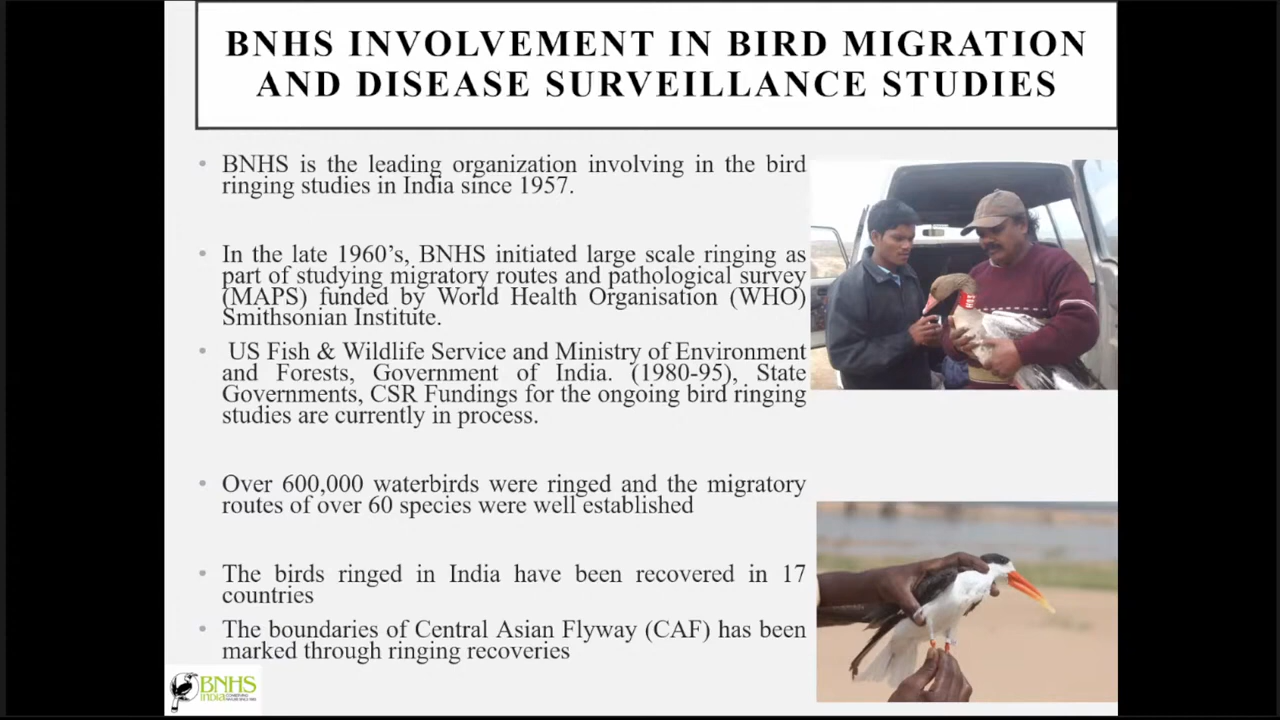 BNHS INVOLVEMENT IN BIRD MIGRATION
AND DISEASE SURVEILLANCE STUDIES
• BNHS is the leading organization involving in the bird
ringing studies in India since 1957.
• In the late 1960’s, BNHS initiated large scale ringing as
part of studying migratory routes and pathological survey
(MAPS) funded by World Health Organisation (WHO)
Smithsonian Institute.
• US Fish & Wildlife Service and Ministry of Environment
and Forests, Government of India. (1980-95), State
Governments, CSR Fundings for the ongoing bird ringing
studies are currently in process.
• Over 600,000 waterbirds were ringed and the migratory
routes of over 60 species were well established
• The birds ringed in India have been recovered in 17
countries
• The boundaries of Central Asian Flyway (CAF) has been
marked through ringing recoveries
BNHS
India